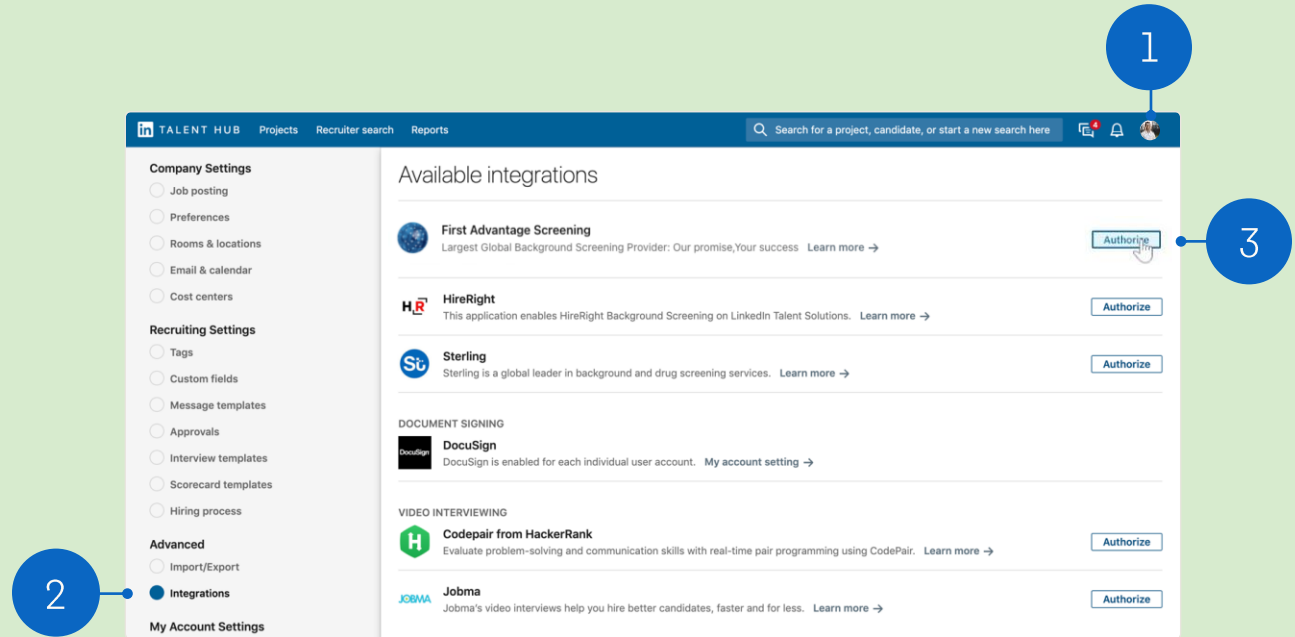 1
in TALENT HUB Projects Recruiter search Reports Search for a project, candidate, or start a new search here 4
Company Settings
Job posting
Preferences
Rooms & locations
Email & calendar
Cost centers
Recruiting Settings
Tags
Custom fields
Message templates
Approvals
Interview templates
Scorecard templates
Hiring process
Advanced
Import/Export
2
Integrations
My Account Settings
Available integrations
First Advantage Screening
Largest Global Background Screening Provider: Our promise,Your success Learn more →
Authorize
3
H_R HireRight
This application enables HireRight Background Screening on LinkedIn Talent Solutions. Learn more →
Authorize
St Sterling
Sterling is a global leader in background and drug screening services. Learn more →
Authorize
DOCUMENT SIGNING
DocuSign DocuSign
DocuSign is enabled for each individual user account. My account setting →
VIDEO INTERVIEWING
H Codepair from HackerRank
Evaluate problem-solving and communication skills with real-time pair programming using CodePair. Learn more →
Authorize
JOBMA Jobma
Jobma's video interviews help you hire better candidates, faster and for less. Learn more →
Authorize